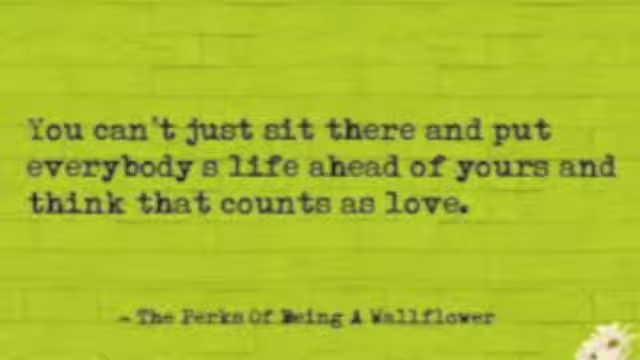 You can't just sit there and put
everybody s life ahead of yours and
think that counts as love.
- The Perks Of Being A Wallflower